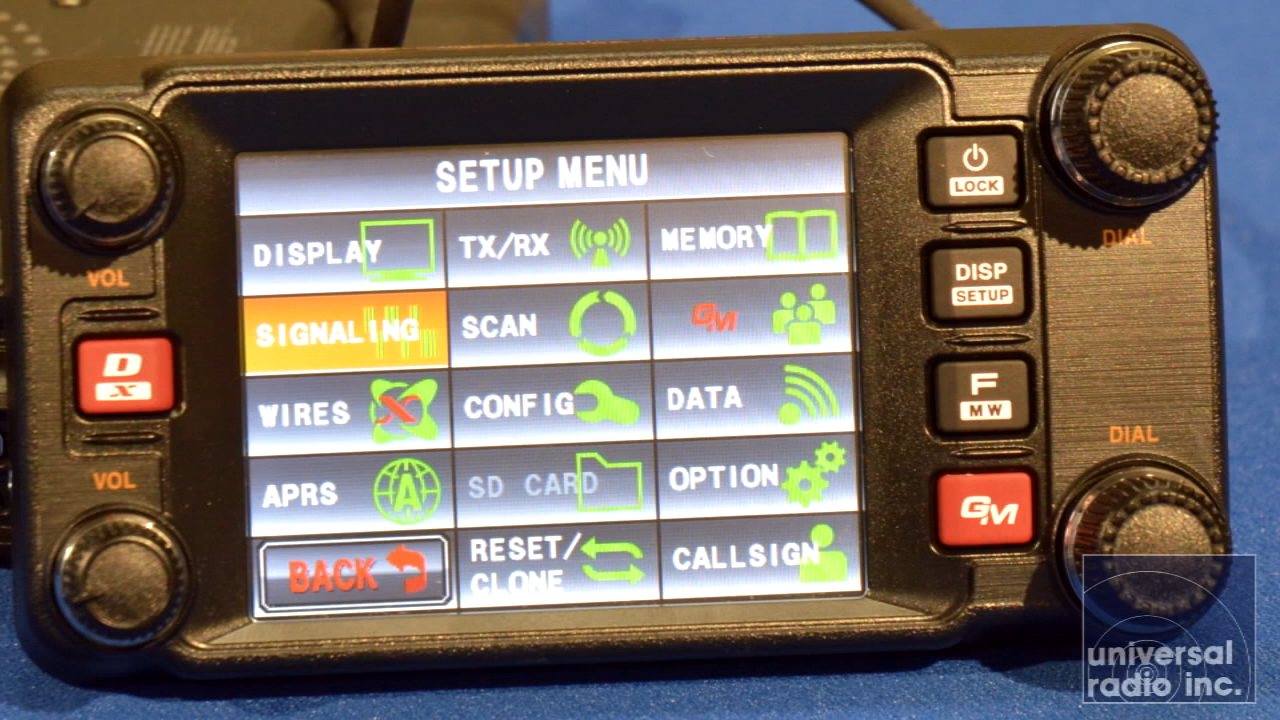 SETUP MENU
DISPLAY
TX/RX
MEMORY
SIGNALING
SCAN
GM
WIRES
X
CONFIG
DATA
APRS
A
SD CARD
OPTION
BACK
RESET/
CLONE
CALLSIGN
VOL
D
X
VOL
LOCK
DIAL
DISP
SETUP
F
MW
DIAL
GM
universal
radio inc.